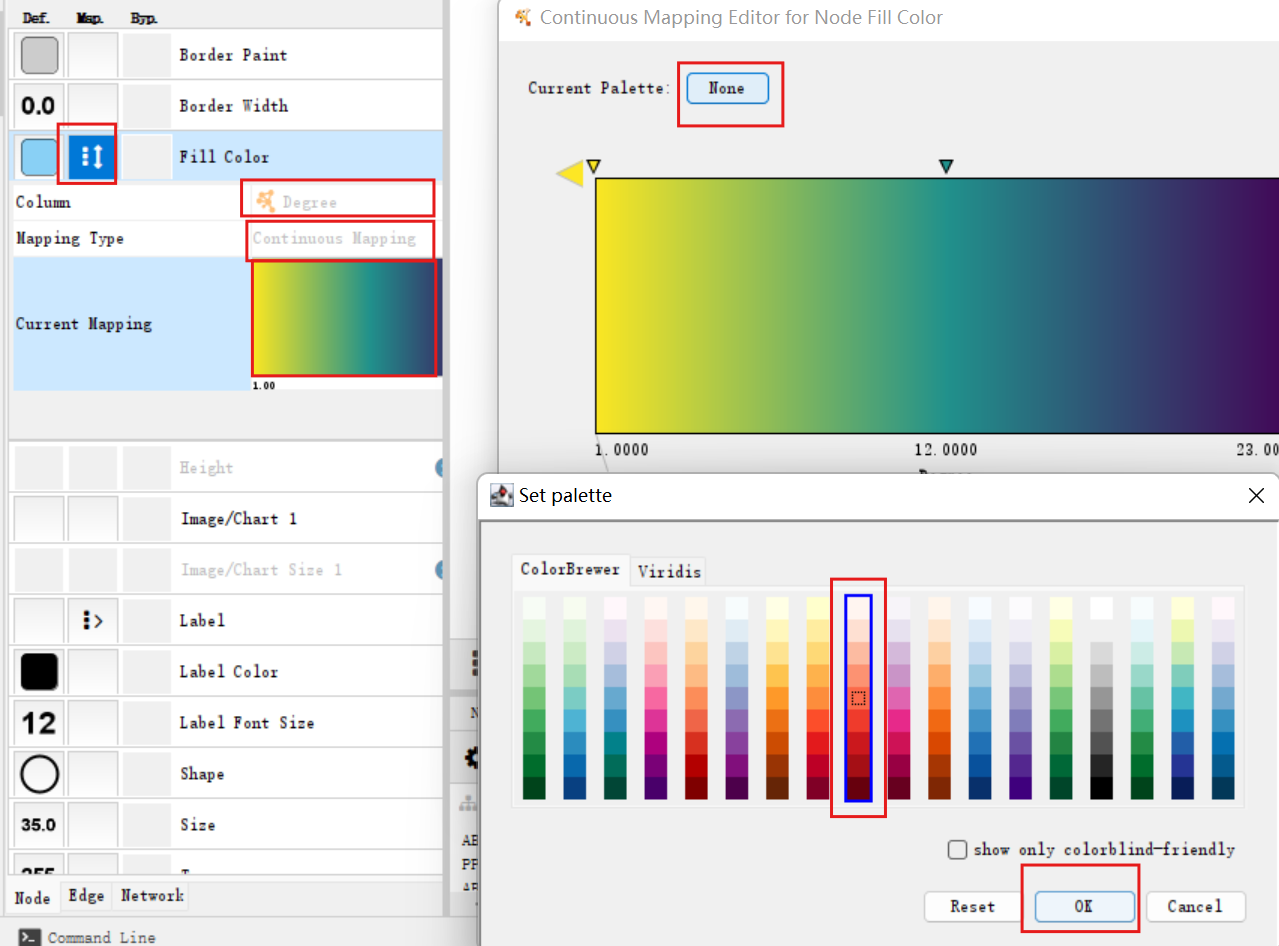 Def. Map. Byp.
Border Paint
0.0 Border Width
Fill Color
Column Degree
Mapping Type Continuous Mapping
Current Mapping
1.00
Height
Image/Chart 1
Image/Chart Size 1
Label
Label Color
12 Label Font Size
Shape
35.0 Size
Node Edge Network
Command Line
Continuous Mapping Editor for Node Fill Color
Current Palette: None
1.0000 12.0000 23.00
Set palette
ColorBrewer Viridis
show only colorblind-friendly
Reset OK Cancel